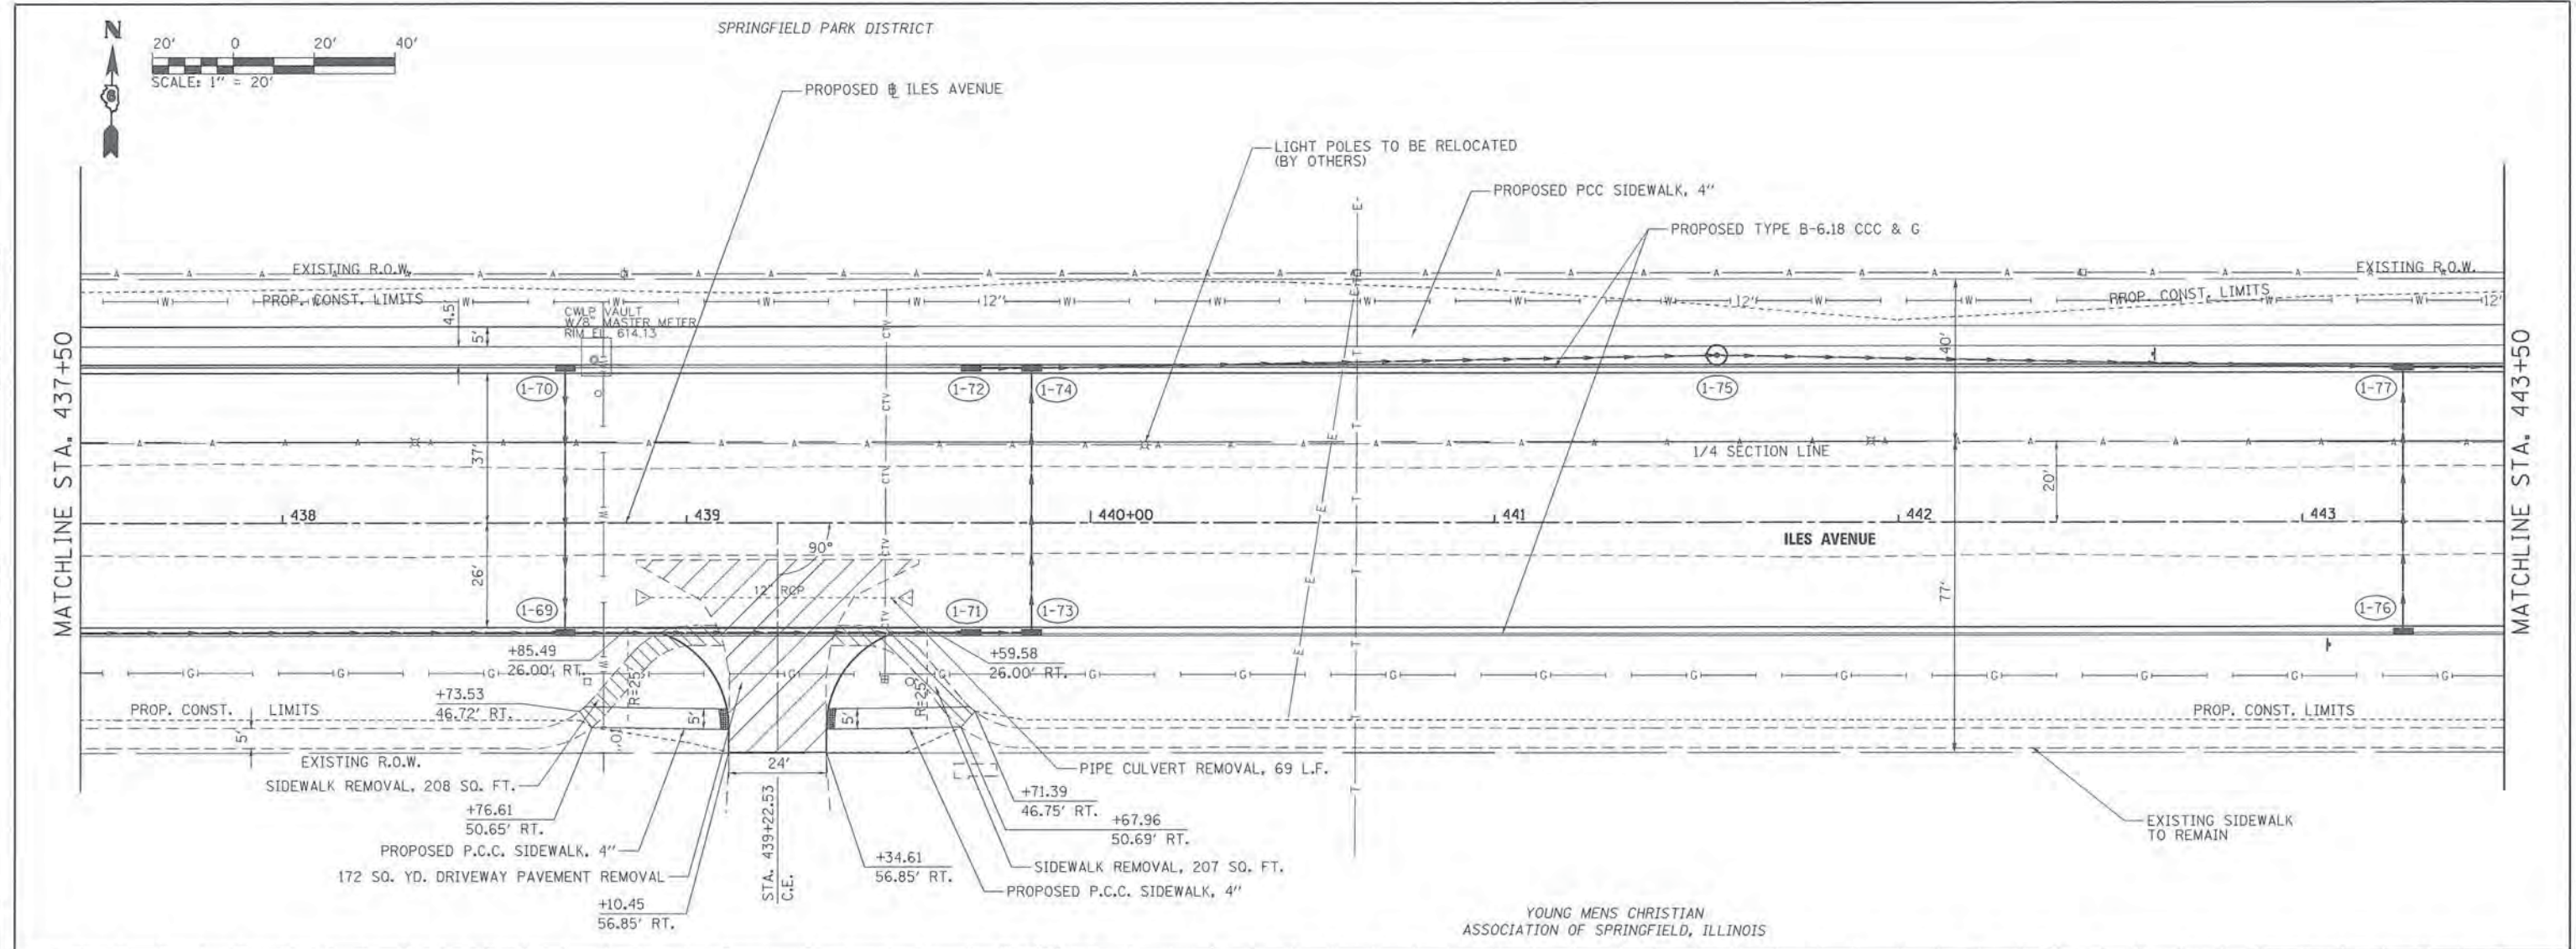 SPRINGFIELD PARK DISTRICT
N
20' 0 20' 40'
SCALE: 1" = 20'
PROPOSED ℄ ILES AVENUE
LIGHT POLES TO BE RELOCATED
(BY OTHERS)
PROPOSED PCC SIDEWALK, 4"
PROPOSED TYPE B-6.18 CCC & G
EXISTING R.O.W.
EXISTING R.O.W.
PROP. CONST. LIMITS
12"
12"
PROP. CONST. LIMITS
12"
CWLP VAULT
W/8" MASTER METER
RIM EL. 614.13
4.5'
5'
40'
MATCHLINE STA. 437+50
MATCHLINE STA. 443+50
1-70
1-72
1-74
1-75
1-77
37'
1/4 SECTION LINE
20'
438
439
440+00
441
442
443
90°
ILES AVENUE
26'
12" RCP
77'
1-69
1-71
1-73
1-76
+85.49
26.00' RT.
+59.58
26.00' RT.
+73.53
46.72' RT.
R=25'
R=25'
PROP. CONST. LIMITS
5'
5'
5'
10"
PROP. CONST. LIMITS
EXISTING R.O.W.
24'
PIPE CULVERT REMOVAL, 69 L.F.
SIDEWALK REMOVAL, 208 SQ. FT.
+71.39
46.75' RT.
+76.61
50.65' RT.
+67.96
50.69' RT.
EXISTING SIDEWALK
TO REMAIN
STA. 439+22.53
C.E.
PROPOSED P.C.C. SIDEWALK, 4"
+34.61
56.85' RT.
SIDEWALK REMOVAL, 207 SQ. FT.
172 SQ. YD. DRIVEWAY PAVEMENT REMOVAL
PROPOSED P.C.C. SIDEWALK, 4"
+10.45
56.85' RT.
YOUNG MENS CHRISTIAN
ASSOCIATION OF SPRINGFIELD, ILLINOIS